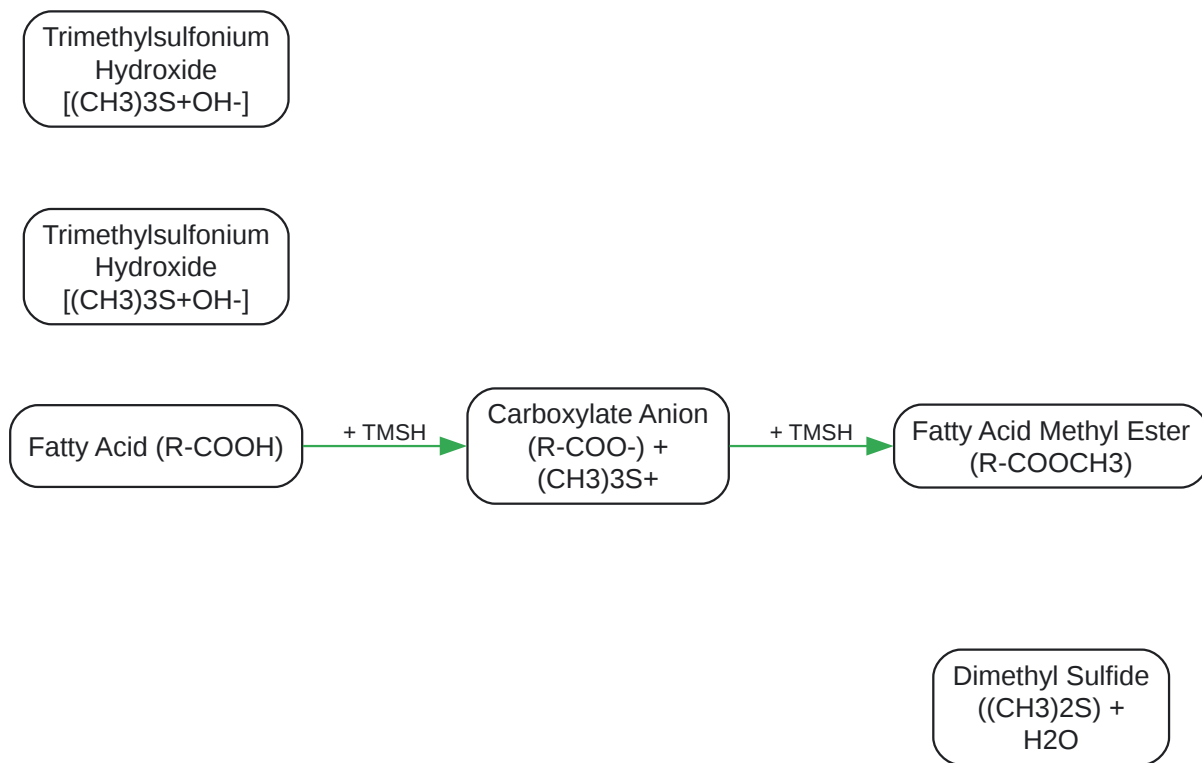 Trimethylsulfonium
Hydroxide
[(CH3)3S+OH-]
Trimethylsulfonium
Hydroxide
[(CH3)3S+OH-]
Fatty Acid (R-COOH)
+ TMSH
Carboxylate Anion
(R-COO-) +
(CH3)3S+
+ TMSH
Fatty Acid Methyl Ester
(R-COOCH3)
Dimethyl Sulfide
((CH3)2S) +
H2O